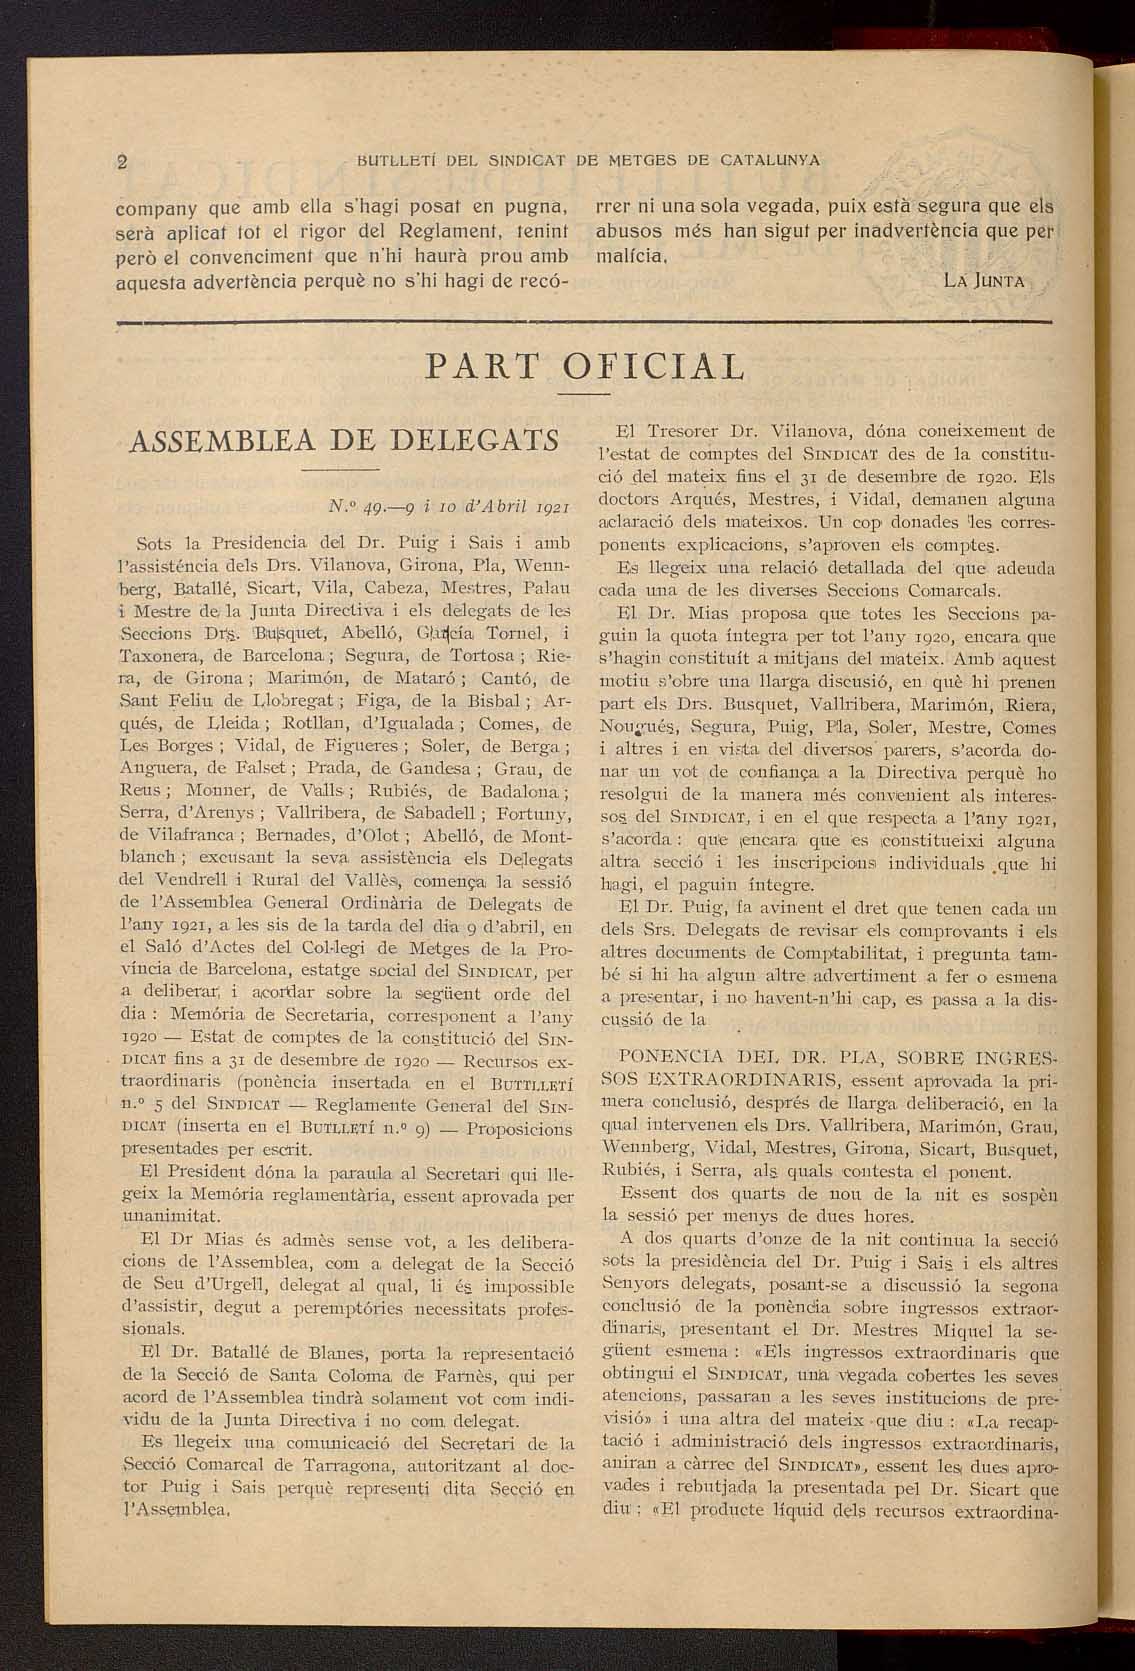 2
BUTLLETÍ DEL SINDICAT DE METGES DE CATALUNYA
company que amb ella s'hagi posat en pugna,
serà aplicat tot el rigor del Reglament, tenint
però el convenciment que n'hi haurà prou amb
aquesta advertència perquè no s'hi hagi de recó-
rrer ni una sola vegada, puix està segura que els
abusos més han sigut per inadvertència que per
malícia.
LA JUNTA
PART OFICIAL
ASSEMBLEA DE DELEGATS
N.º 49.—9 i 10 d'Abril 1921
Sots la Presidencia del Dr. Puig i Sais i amb
l'assisténcia dels Drs. Vilanova, Girona, Pla, Wenn-
berg, Batallé, Sicart, Vila, Cabeza, Mestres, Palau
i Mestre de la Junta Directiva i els delegats de les
Seccions Drs. Busquet, Abelló, García Tornel, i
Taxonera, de Barcelona ; Segura, de Tortosa ; Rie-
ra, de Girona ; Marimón, de Mataró ; Cantó, de
Sant Feliu de Llobregat ; Figa, de la Bisbal ; Ar-
qués, de Lleida ; Rotllan, d'Igualada ; Comes, de
Les Borges ; Vidal, de Figueres ; Soler, de Berga ;
Anguera, de Falset ; Prada, de Gandesa ; Grau, de
Reus ; Monner, de Valls ; Rubiés, de Badalona ;
Serra, d'Arenys ; Vallribera, de Sabadell ; Fortuny,
de Vilafranca ; Bernades, d'Olot ; Abelló, de Mont-
blanch ; excusant la seva assistència els Delegats
del Vendrell i Rural del Vallès, comença la sessió
de l'Assemblea General Ordinària de Delegats de
l'any 1921, a les sis de la tarda del dia 9 d'abril, en
el Saló d'Actes del Col·legi de Metges de la Pro-
víncia de Barcelona, estatge social del SINDICAT, per
a deliberar, i acordar sobre la següent orde del
dia : Memória de Secretaria, corresponent a l'any
1920 — Estat de comptes de la constitució del SIN-
DICAT fins a 31 de desembre de 1920 — Recursos ex-
traordinaris (ponència insertada en el BUTTLLETÍ
n.º 5 del SINDICAT — Reglamente General del SIN-
DICAT (inserta en el BUTLLETÍ n.º 9) — Proposicions
presentades per escrit.
El President dóna la paraula al Secretari qui lle-
geix la Memória reglamentària, essent aprovada per
unanimitat.
El Dr Mias és admès sense vot, a les delibera-
cions de l'Assemblea, com a delegat de la Secció
de Seu d'Urgell, delegat al qual, li és impossible
d'assistir, degut a peremptóries necessitats profes-
sionals.
El Dr. Batallé de Blanes, porta la representació
de la Secció de Santa Coloma de Farnès, qui per
acord de l'Assemblea tindrà solament vot com indi-
vidu de la Junta Directiva i no com delegat.
Es llegeix una comunicació del Secretari de la
Secció Comarcal de Tarragona, autoritzant al doc-
tor Puig i Sais perquè representi dita Secció en
l'Assemblea.
El Tresorer Dr. Vilanova, dóna coneixement de
l'estat de comptes del SINDICAT des de la constitu-
ció del mateix fins el 31 de desembre de 1920. Els
doctors Arqués, Mestres, i Vidal, demanen alguna
aclaració dels mateixos. Un cop donades les corres-
ponents explicacions, s'aproven els comptes.
Es llegeix una relació detallada del que adeuda
cada una de les diverses Seccions Comarcals.
El Dr. Mias proposa que totes les Seccions pa-
guin la quota íntegra per tot l'any 1920, encara que
s'hagin constituít a mitjans del mateix. Amb aquest
motiu s'obre una llarga discusió, en què hi prenen
part els Drs. Busquet, Vallribera, Marimón, Riera,
Nougués, Segura, Puig, Pla, Soler, Mestre, Comes
i altres i en vista del diversos parers, s'acorda do-
nar un vot de confiança a la Directiva perquè ho
resolgui de la manera més convenient als interes-
sos del SINDICAT, i en el que respecta a l'any 1921,
s'acorda : que encara que es constitueixi alguna
altra secció i les inscripcions individuals que hi
hagi, el paguin íntegre.
El Dr. Puig, fa avinent el dret que tenen cada un
dels Srs. Delegats de revisar els comprovants i els
altres documents de Comptabilitat, i pregunta tam-
bé si hi ha algun altre advertiment a fer o esmena
a presentar, i no havent-n'hi cap, es passa a la dis-
cussió de la
PONENCIA DEL DR. PLA, SOBRE INGRES-
SOS EXTRAORDINARIS, essent aprovada la pri-
mera conclusió, després de llarga deliberació, en la
qual intervenen els Drs. Vallribera, Marimón, Grau,
Wennberg, Vidal, Mestres, Girona, Sicart, Busquet,
Rubiés, i Serra, als quals contesta el ponent.
Essent dos quarts de nou de la nit es sospèn
la sessió per menys de dues hores.
A dos quarts d'onze de la nit continua la secció
sots la presidència del Dr. Puig i Sais i els altres
Senyors delegats, posant-se a discussió la segona
conclusió de la ponència sobre ingressos extraor-
dinaris, presentant el Dr. Mestres Miquel la se-
güent esmena : «Els ingressos extraordinaris que
obtingui el SINDICAT, una vegada cobertes les seves
atencions, passaran a les seves institucions de pre-
visió» i una altra del mateix que diu : «La recap-
tació i administració dels ingressos extraordinaris,
aniran a càrrec del SINDICAT», essent les dues apro-
vades i rebutjada la presentada pel Dr. Sicart que
diu : «El producte líquid dels recursos extraordina-